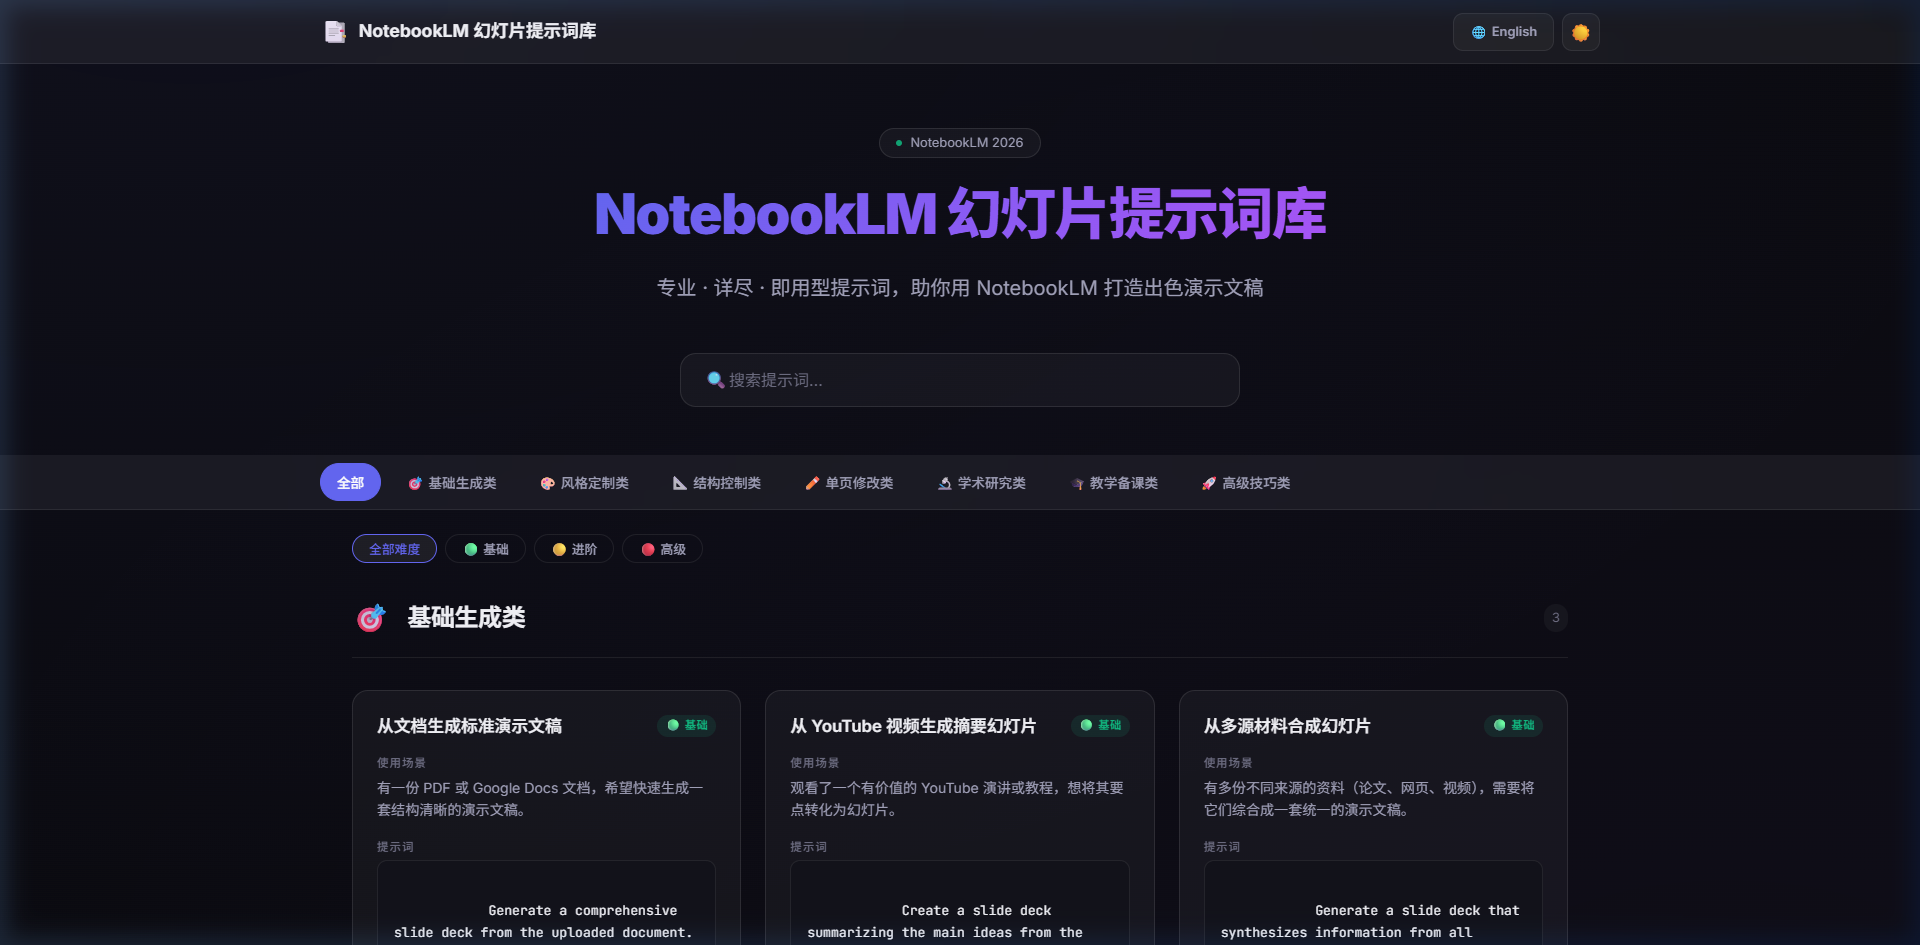 NotebookLM 幻灯片提示词库
English
NotebookLM 2026
NotebookLM 幻灯片提示词库
专业 · 详尽 · 即用型提示词，助你用 NotebookLM 打造出色演示文稿
搜索提示词...
全部 基础生成类 风格定制类 结构控制类 单页修改类 学术研究类 教学备课类 高级技巧类
全部难度 基础 进阶 高级
基础生成类
3
从文档生成标准演示文稿
基础
使用场景
有一份 PDF 或 Google Docs 文档，希望快速生成一
套结构清晰的演示文稿。
提示词
Generate a comprehensive
slide deck from the uploaded document.
从 YouTube 视频生成摘要幻灯片
基础
使用场景
观看了一个有价值的 YouTube 演讲或教程，想将其要
点转化为幻灯片。
提示词
Create a slide deck
summarizing the main ideas from the
从多源材料合成幻灯片
基础
使用场景
有多份不同来源的资料（论文、网页、视频），需要将
它们综合成一套统一的演示文稿。
提示词
Generate a slide deck that
synthesizes information from all